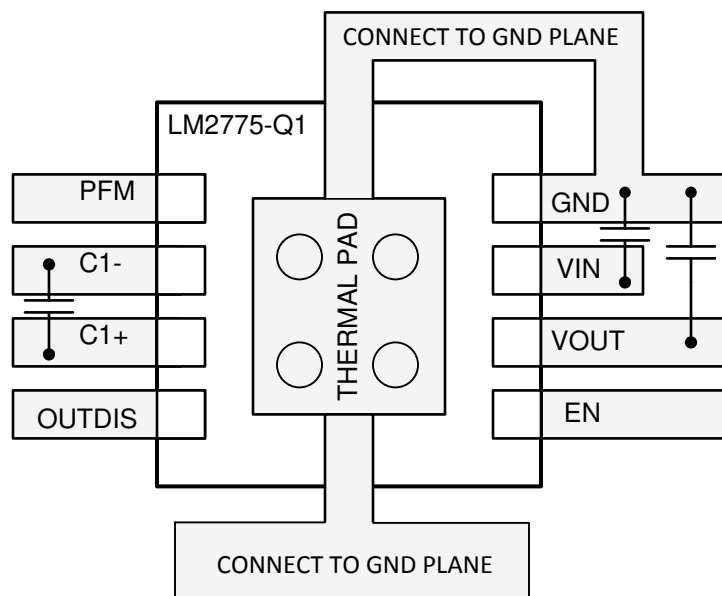 CONNECT TO GND PLANE
LM2775-Q1
PFM
C1-
C1+
OUTDIS
THERMAL PAD
GND
VIN
VOUT
EN
CONNECT TO GND PLANE